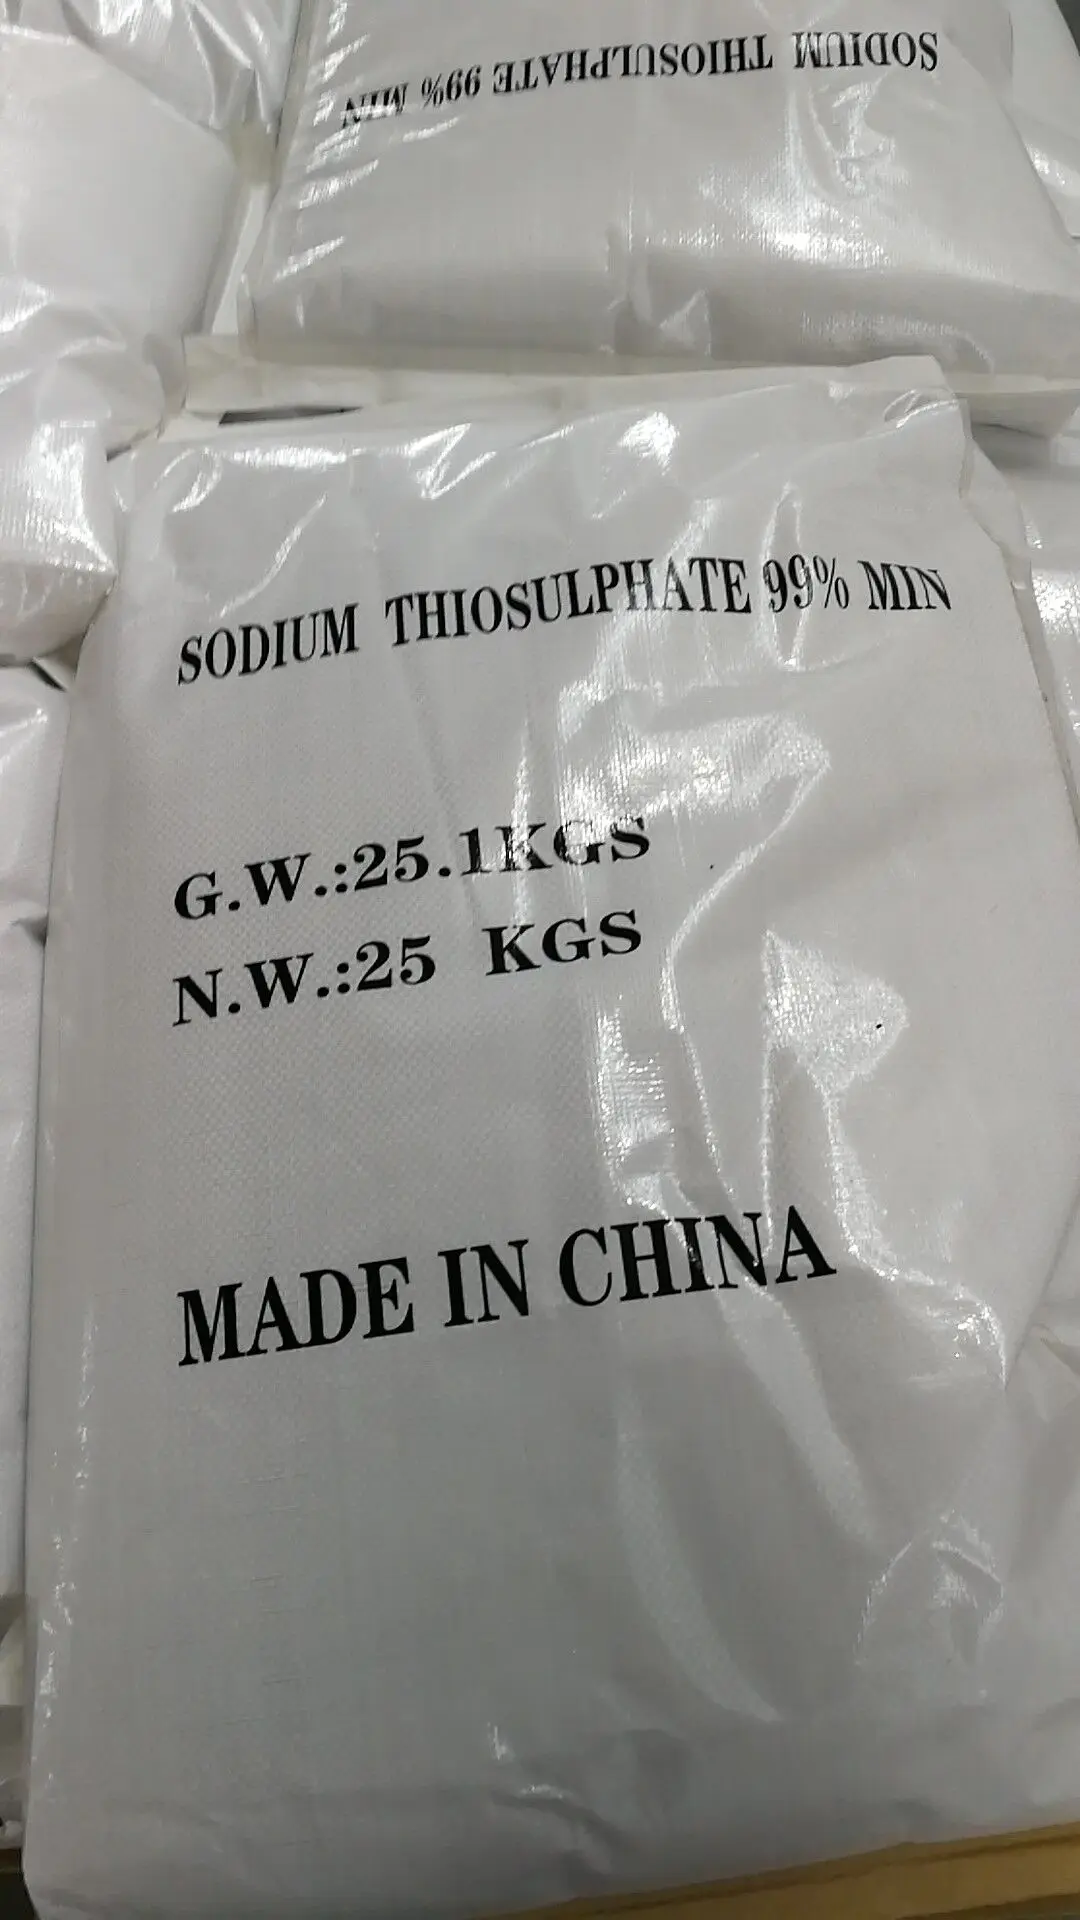 SODIUM THIOSULPHATE 99% MIN
SODIUM THIOSULPHATE 99% MIN
G.W.:25.1KGS
N.W.:25 KGS
MADE IN CHINA